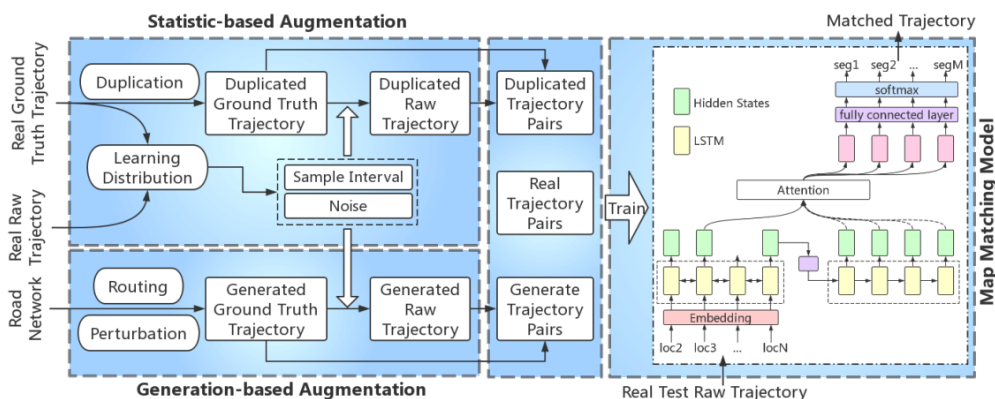 Statistic-based Augmentation
Real Ground
Truth Trajectory
Real Raw
Trajectory
Road
Network
Duplication
Learning
Distribution
Duplicated
Ground Truth
Trajectory
Duplicated
Raw
Trajectory
Sample Interval
Noise
Routing
Perturbation
Generated
Ground Truth
Trajectory
Generated
Raw
Trajectory
Generation-based Augmentation
Duplicated
Trajectory
Pairs
Real
Trajectory
Pairs
Generate
Trajectory
Pairs
Train
Matched Trajectory
seg1 seg2 ... segM
softmax
fully connected layer
Hidden States
LSTM
Attention
Embedding
loc2 loc3 ... locN
Real Test Raw Trajectory
Map Matching Model